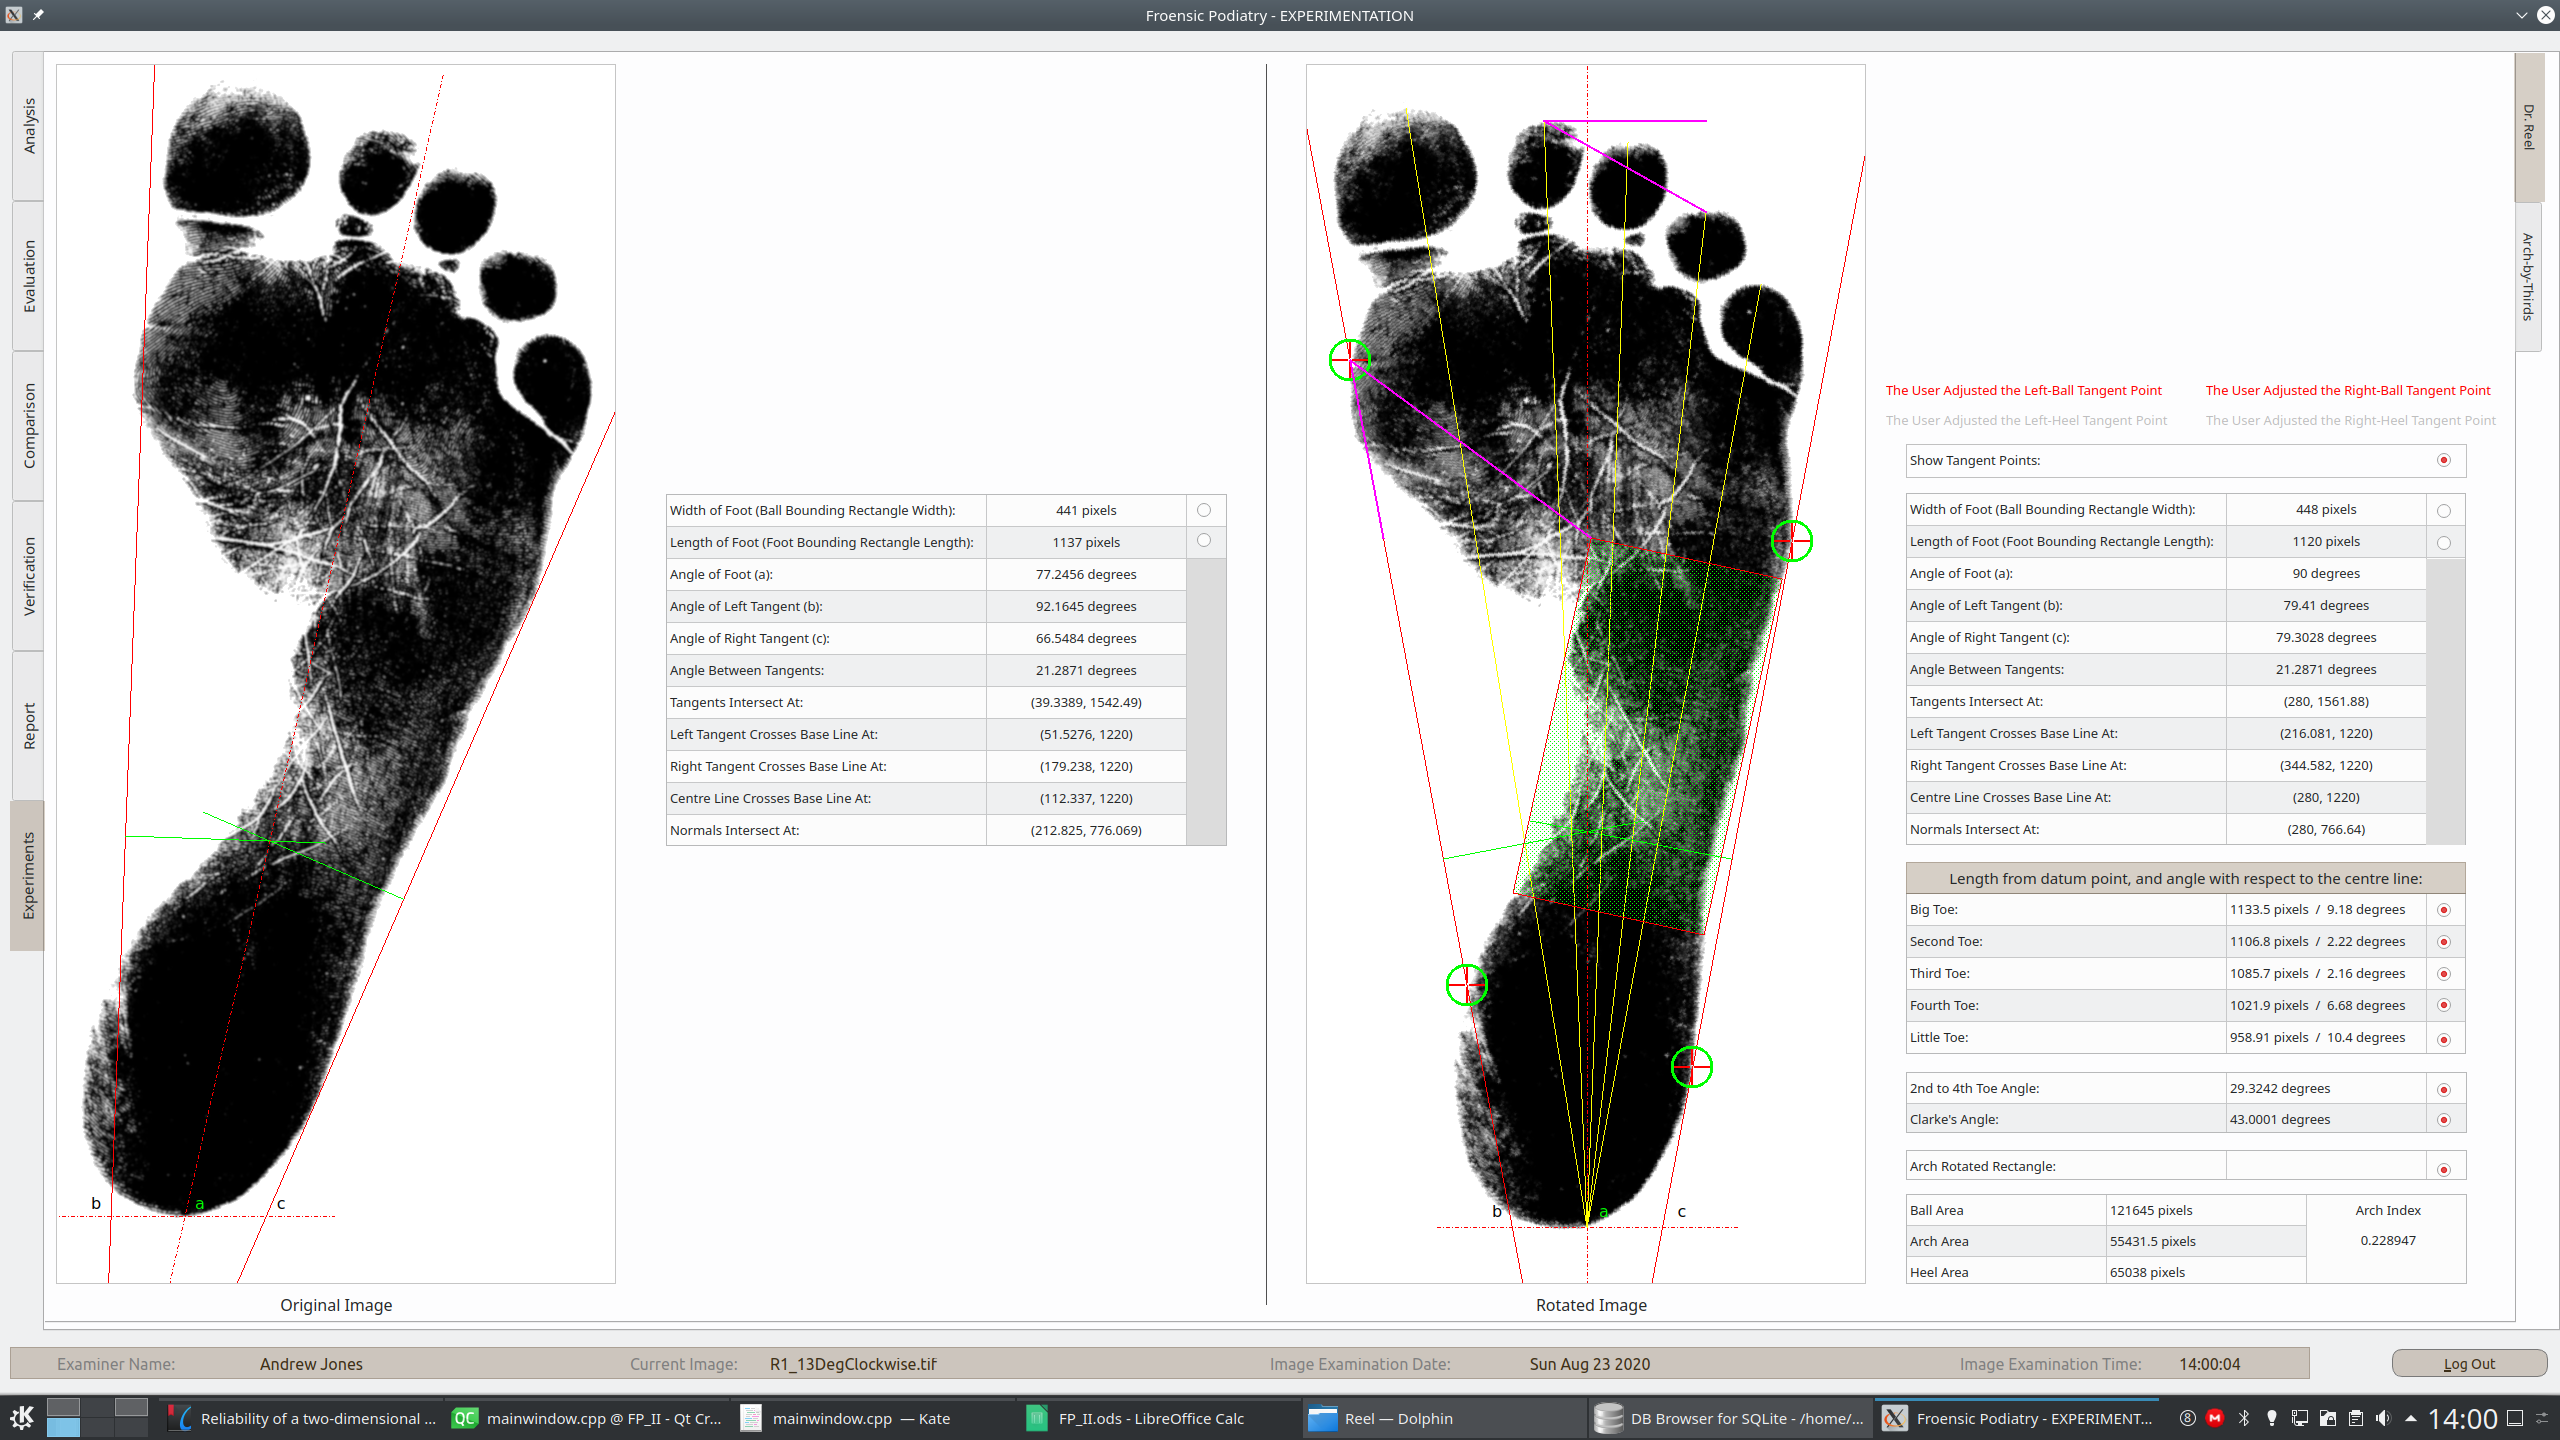 Froensic Podiatry - EXPERIMENTATION
Analysis
Evaluation
Comparison
Verification
Report
Experiments
b
a
c
Original Image
Width of Foot (Ball Bounding Rectangle Width): 441 pixels
Length of Foot (Foot Bounding Rectangle Length): 1137 pixels
Angle of Foot (a): 77.2456 degrees
Angle of Left Tangent (b): 92.1645 degrees
Angle of Right Tangent (c): 66.5484 degrees
Angle Between Tangents: 21.2871 degrees
Tangents Intersect At: (39.3389, 1542.49)
Left Tangent Crosses Base Line At: (51.5276, 1220)
Right Tangent Crosses Base Line At: (179.238, 1220)
Centre Line Crosses Base Line At: (112.337, 1220)
Normals Intersect At: (212.825, 776.069)
b
a
c
Rotated Image
Dr. Reel
Arch-by-Thirds
The User Adjusted the Left-Ball Tangent Point The User Adjusted the Right-Ball Tangent Point
The User Adjusted the Left-Heel Tangent Point The User Adjusted the Right-Heel Tangent Point
Show Tangent Points:
Width of Foot (Ball Bounding Rectangle Width): 448 pixels
Length of Foot (Foot Bounding Rectangle Length): 1120 pixels
Angle of Foot (a): 90 degrees
Angle of Left Tangent (b): 79.41 degrees
Angle of Right Tangent (c): 79.3028 degrees
Angle Between Tangents: 21.2871 degrees
Tangents Intersect At: (280, 1561.88)
Left Tangent Crosses Base Line At: (216.081, 1220)
Right Tangent Crosses Base Line At: (344.582, 1220)
Centre Line Crosses Base Line At: (280, 1220)
Normals Intersect At: (280, 766.64)
Length from datum point, and angle with respect to the centre line:
Big Toe: 1133.5 pixels / 9.18 degrees
Second Toe: 1106.8 pixels / 2.22 degrees
Third Toe: 1085.7 pixels / 2.16 degrees
Fourth Toe: 1021.9 pixels / 6.68 degrees
Little Toe: 958.91 pixels / 10.4 degrees
2nd to 4th Toe Angle: 29.3242 degrees
Clarke's Angle: 43.0001 degrees
Arch Rotated Rectangle:
Ball Area 121645 pixels Arch Index
Arch Area 55431.5 pixels 0.228947
Heel Area 65038 pixels
Examiner Name: Andrew Jones Current Image: R1_13DegClockwise.tif Image Examination Date: Sun Aug 23 2020 Image Examination Time: 14:00:04 Log Out
Reliability of a two-dimensional ... QC mainwindow.cpp @ FP_II - Qt Cr... mainwindow.cpp — Kate FP_II.ods - LibreOffice Calc Reel — Dolphin DB Browser for SQLite - /home/... Froensic Podiatry - EXPERIMENT... 8 M 14:00